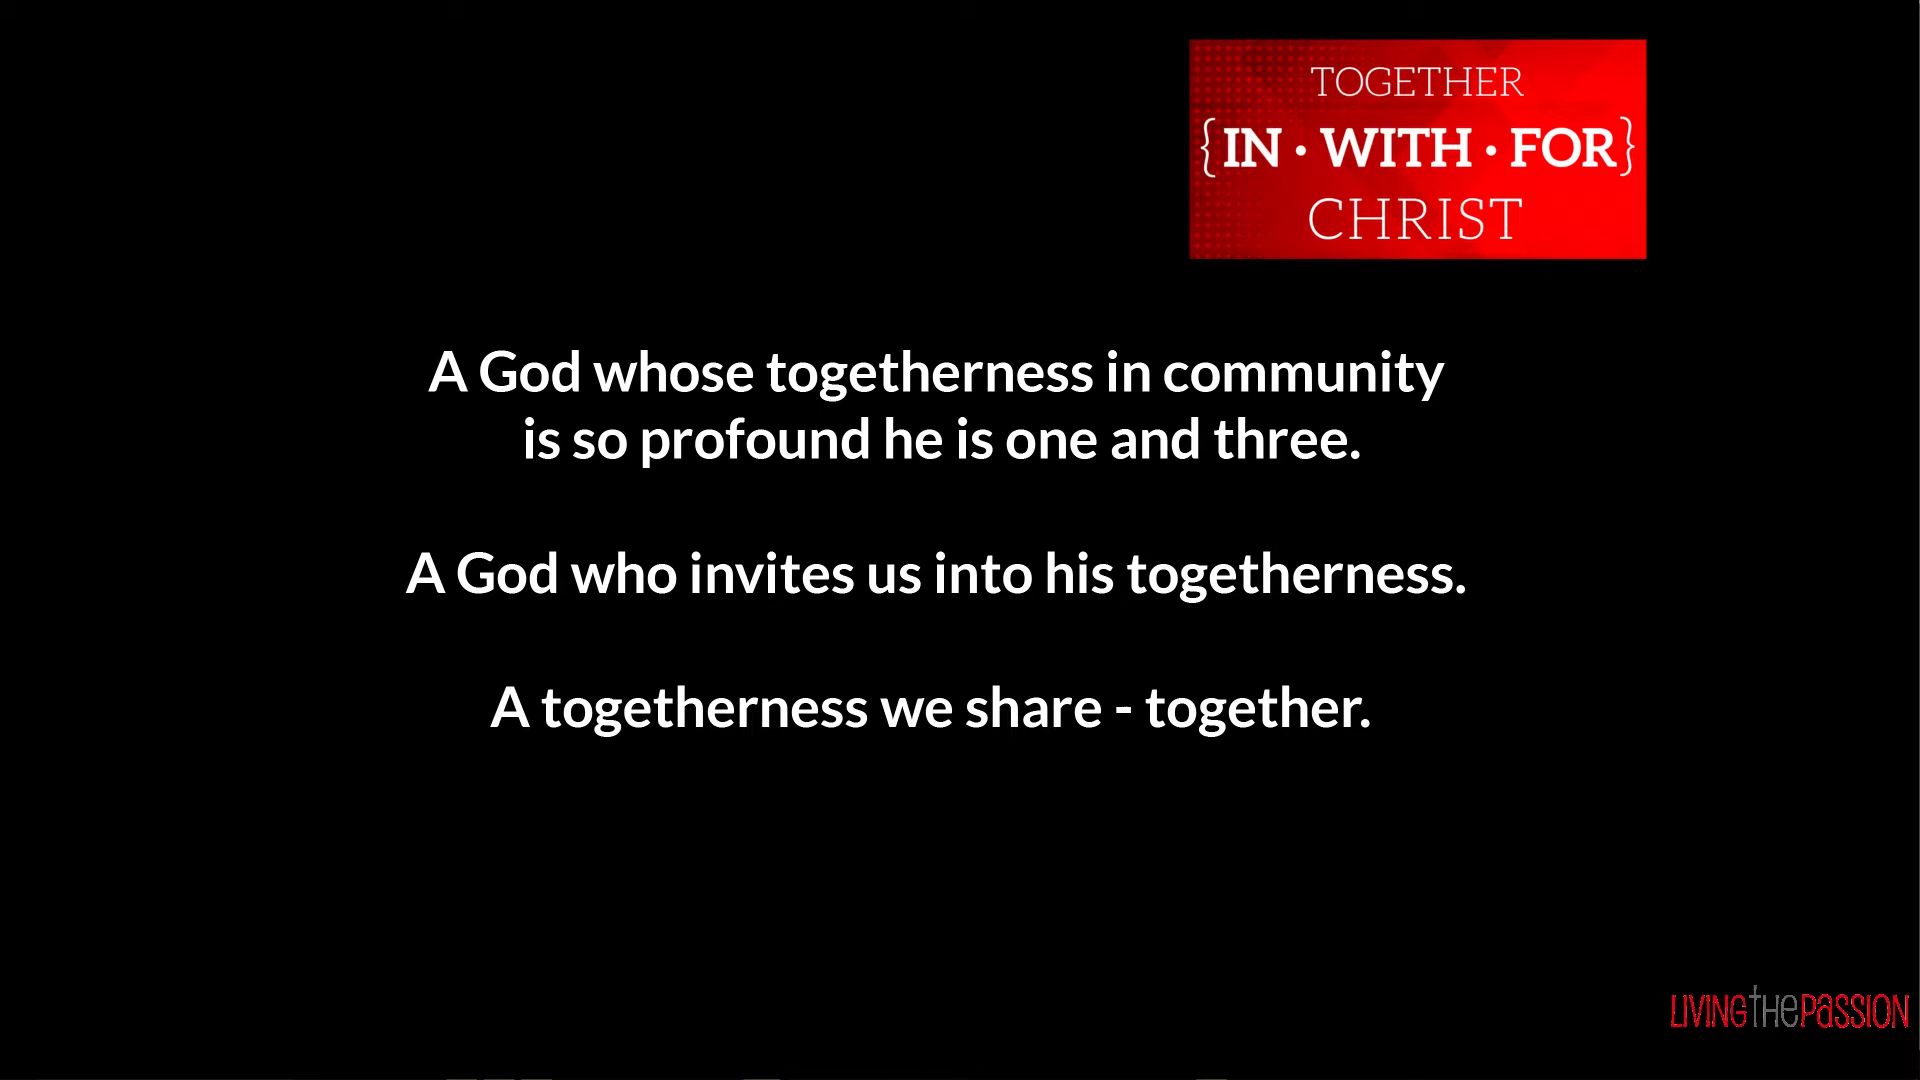 TOGETHER
{IN · WITH · FOR}
CHRIST
A God whose togetherness in community
is so profound he is one and three.
A God who invites us into his togetherness.
A togetherness we share - together.
LIVINGthePASSION